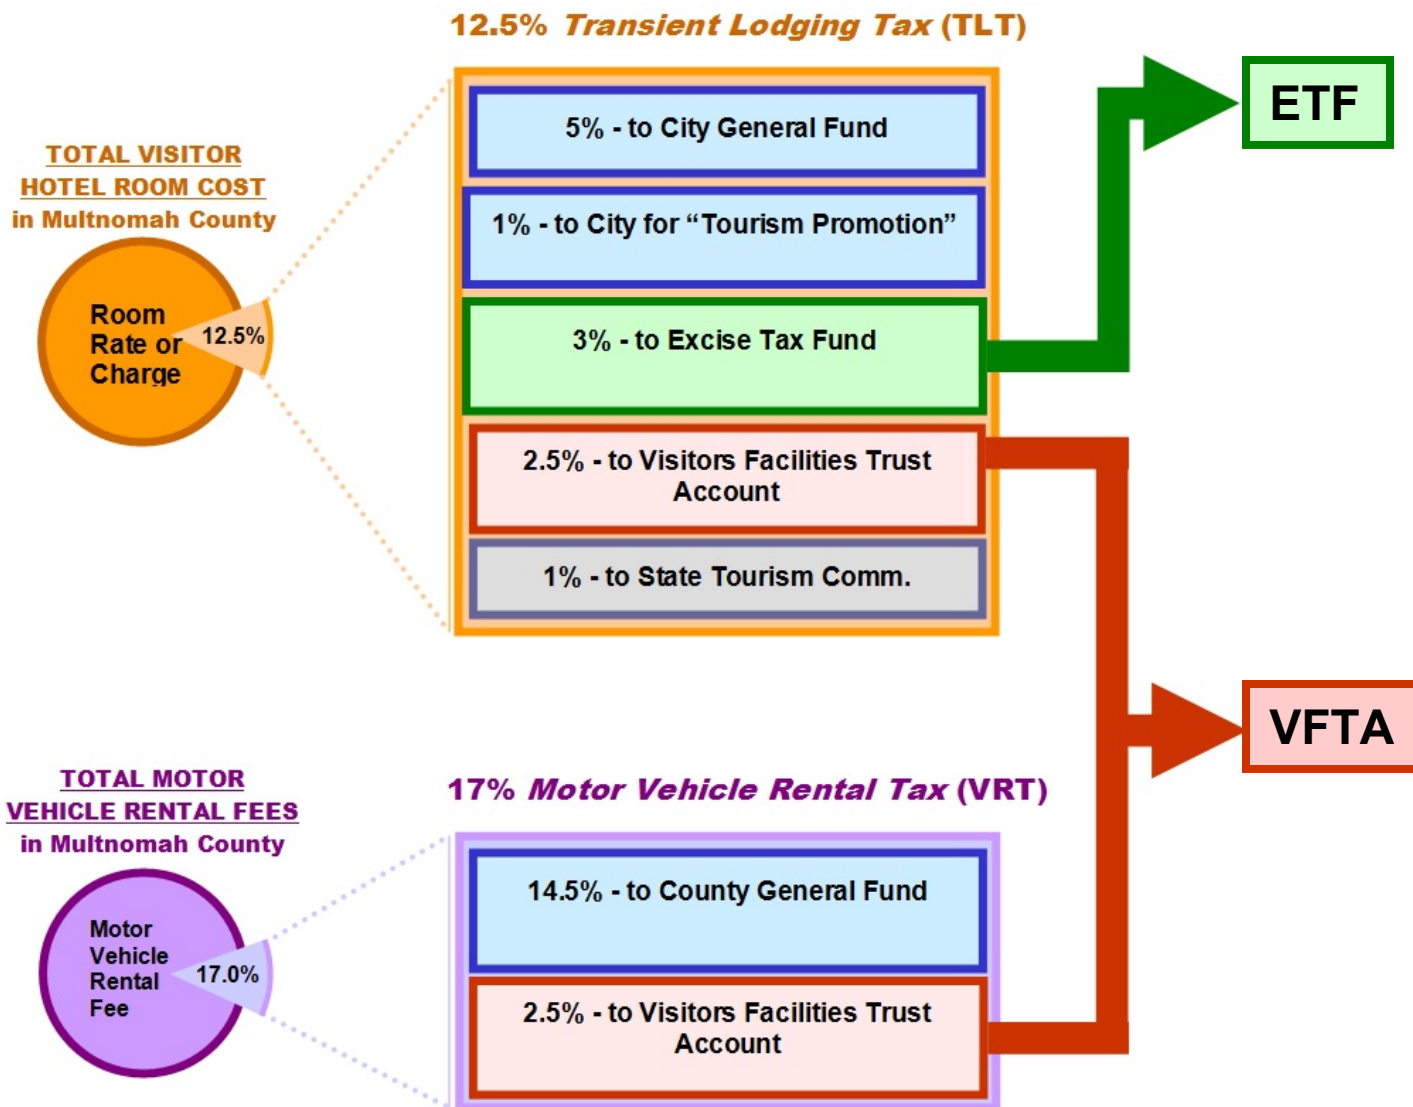 12.5% Transient Lodging Tax (TLT)
5% - to City General Fund
1% - to City for “Tourism Promotion”
3% - to Excise Tax Fund
2.5% - to Visitors Facilities Trust
Account
1% - to State Tourism Comm.
ETF
TOTAL VISITOR
HOTEL ROOM COST
in Multnomah County
Room
Rate or
Charge
12.5%
VFTA
TOTAL MOTOR
VEHICLE RENTAL FEES
in Multnomah County
Motor
Vehicle
Rental
Fee
17.0%
17% Motor Vehicle Rental Tax (VRT)
14.5% - to County General Fund
2.5% - to Visitors Facilities Trust
Account